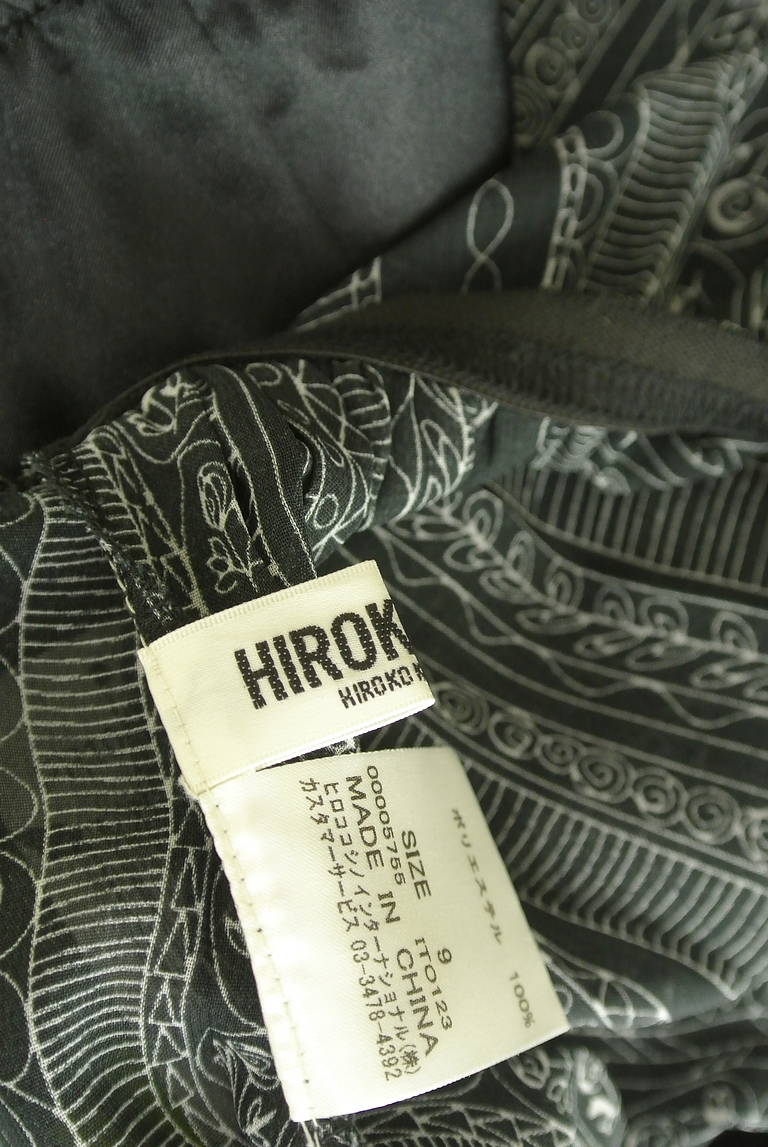 HIROK
HIROKO
ポリエステル 100%
SIZE 9
00005755 IT0123
MADE IN CHINA
ヒロココシノインターナショナル(株)
カスタマーサービス 03-3478-4392